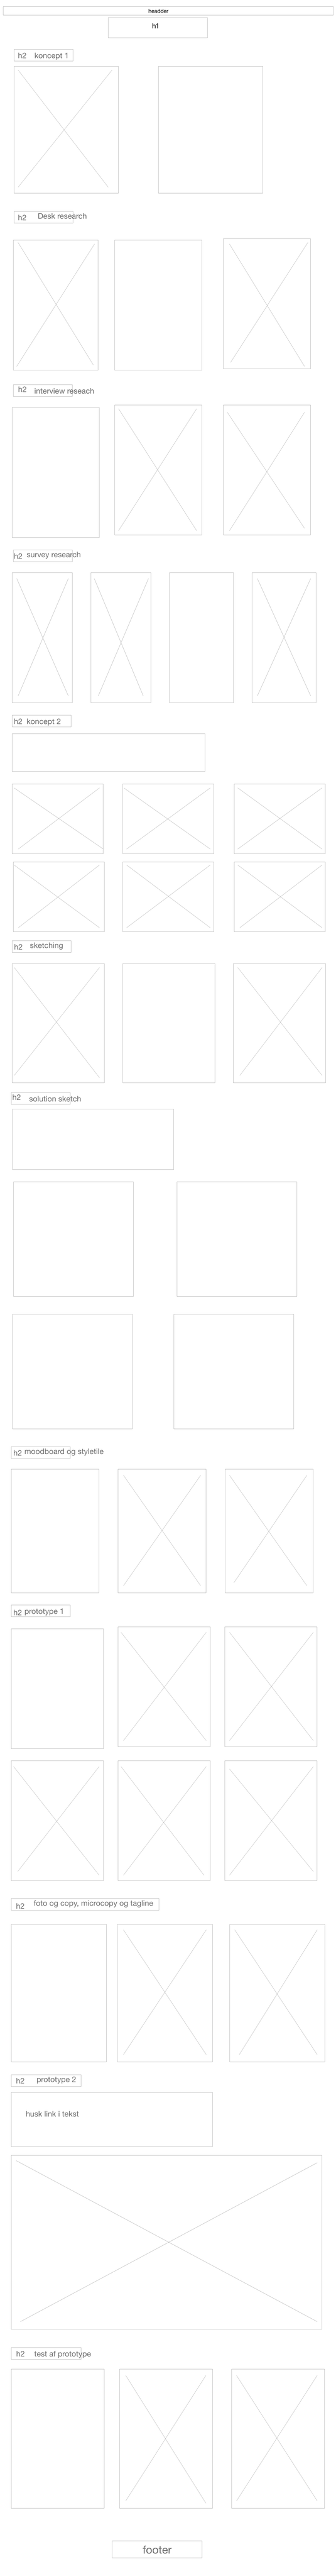 headder
h1
h2 koncept 1
h2 Desk research
h2 interview reseach
h2 survey research
h2 koncept 2
h2 sketching
h2 solution sketch
h2 moodboard og styletile
h2 prototype 1
h2 foto og copy, microcopy og tagline
h2 prototype 2
husk link i tekst
h2 test af prototype
footer